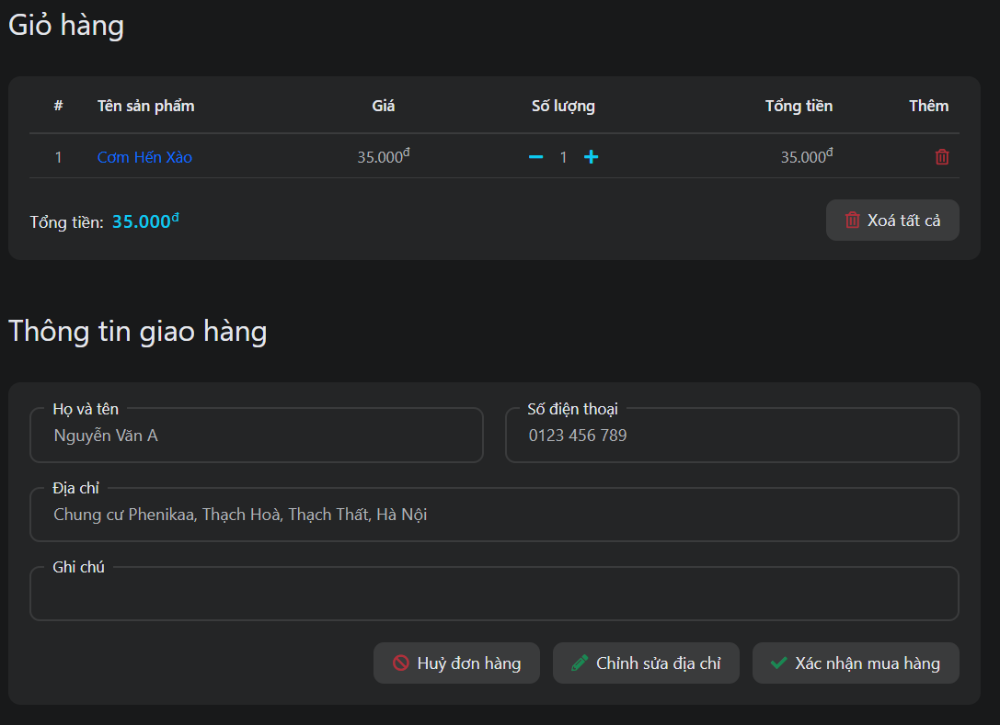 Giỏ hàng
# Tên sản phẩm Giá Số lượng Tổng tiền Thêm
1 Cơm Hến Xào 35.000đ 1 35.000đ
Tổng tiền: 35.000đ Xoá tất cả
Thông tin giao hàng
Họ và tên Số điện thoại
Nguyễn Văn A 0123 456 789
Địa chỉ
Chung cư Phenikaa, Thạch Hoà, Thạch Thất, Hà Nội
Ghi chú
Huỷ đơn hàng Chỉnh sửa địa chỉ Xác nhận mua hàng